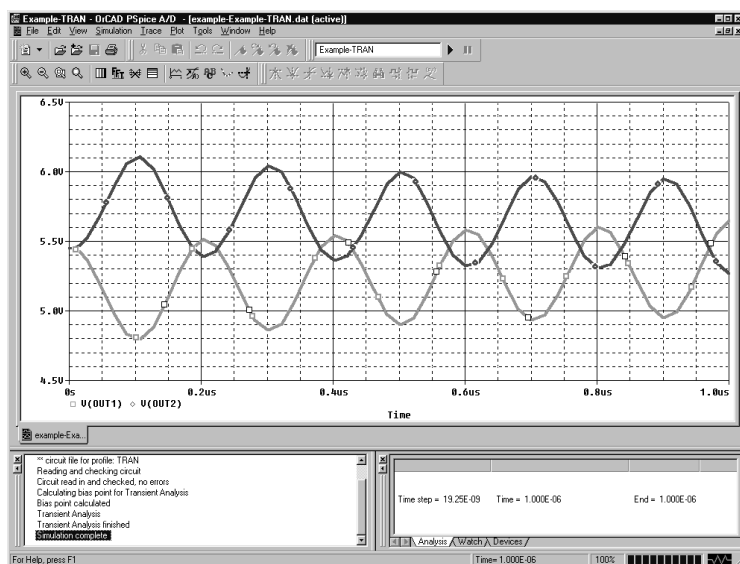 Example-TRAN - OrCAD PSpice A/D - [example-Example-TRAN.dat (active)]
File Edit View Simulation Trace Plot Tools Window Help
Example-TRAN
6.5V
6.0V
5.5V
5.0V
4.5V
0s 0.2us 0.4us 0.6us 0.8us 1.0us
V(OUT1) V(OUT2)
Time
example-Exa...
** circuit file for profile: TRAN
Reading and checking circuit
Circuit read in and checked, no errors
Calculating bias point for Transient Analysis
Bias point calculated
Transient Analysis
Transient Analysis finished
Simulation complete
Time step = 19.25E-09 Time = 1.000E-06 End = 1.000E-06
Analysis Watch Devices
For Help, press F1 Time= 1.000E-06 100%